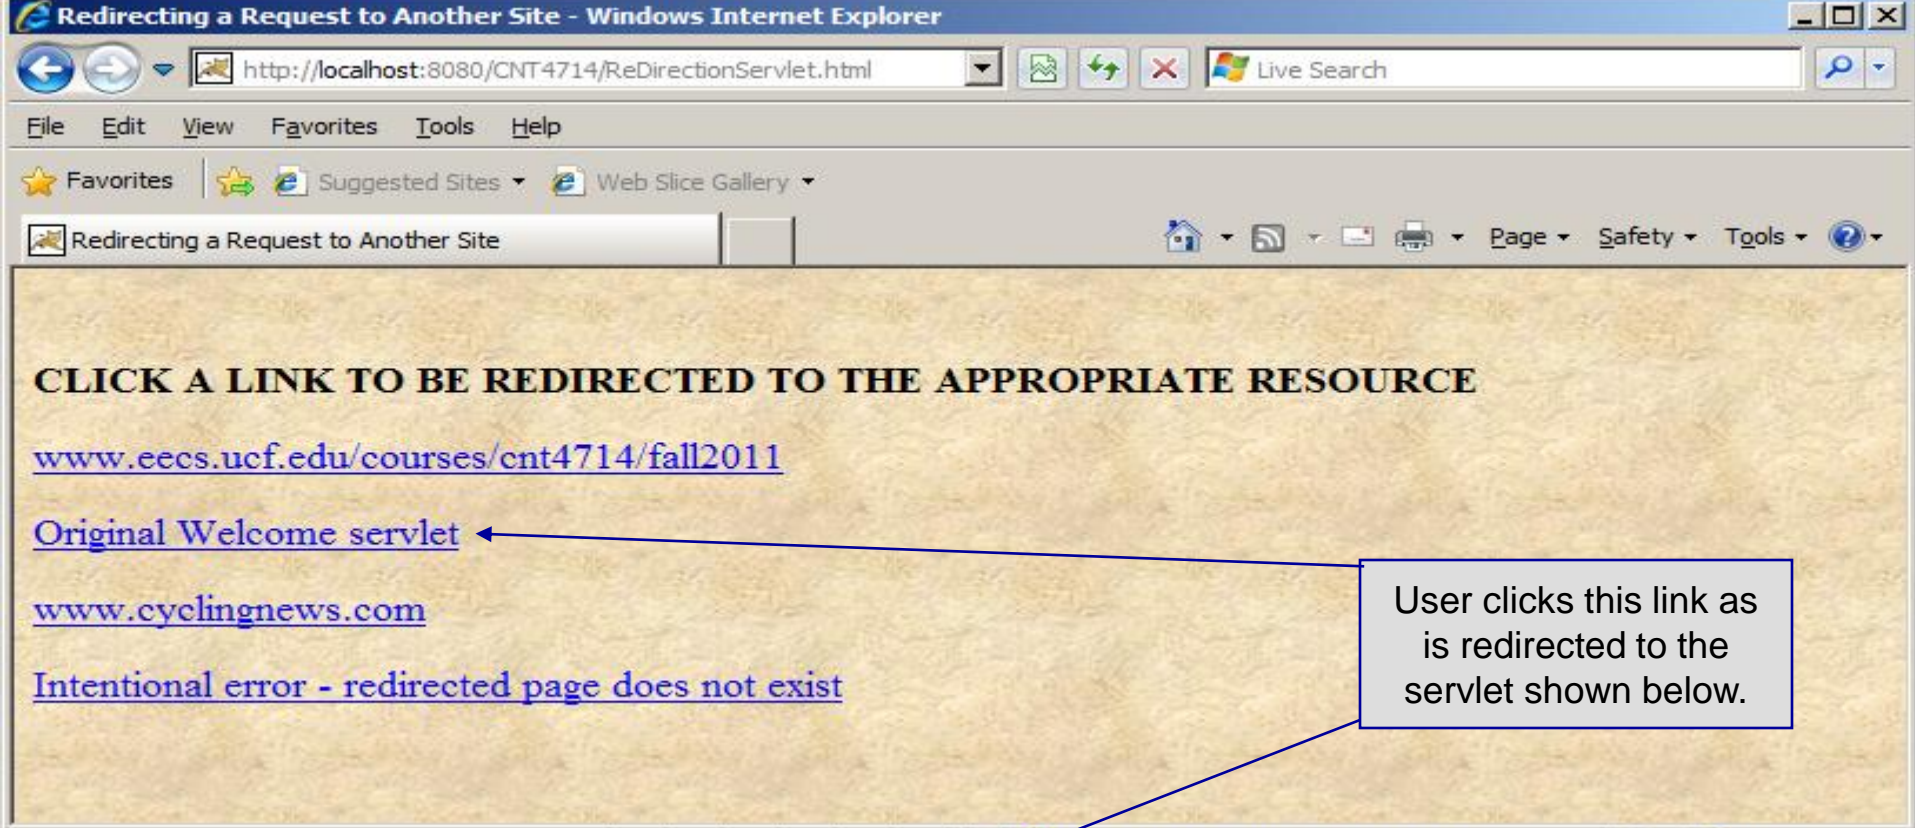 Redirecting a Request to Another Site - Windows Internet Explorer
http://localhost:8080/CNT4714/ReDirectionServlet.html
Live Search
File Edit View Favorites Tools Help
Favorites Suggested Sites Web Slice Gallery
Redirecting a Request to Another Site
Page Safety Tools
CLICK A LINK TO BE REDIRECTED TO THE APPROPRIATE RESOURCE
www.eecs.ucf.edu/courses/cnt4714/fall2011
Original Welcome servlet
www.cyclingnews.com
Intentional error - redirected page does not exist
User clicks this link as
is redirected to the
servlet shown below.